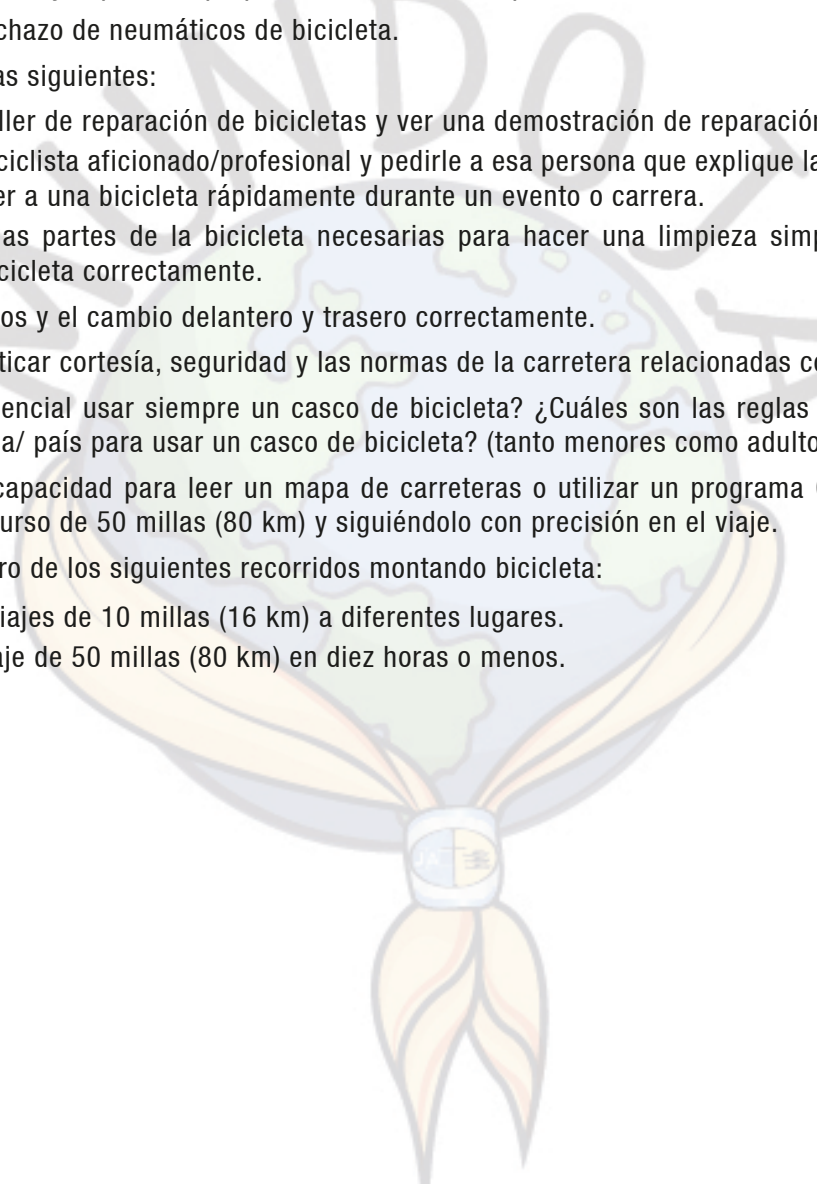 MUNDO JA
chazo de neumáticos de bicicleta.
as siguientes:
ller de reparación de bicicletas y ver una demostración de reparación
ciclista aficionado/profesional y pedirle a esa persona que explique la
er a una bicicleta rápidamente durante un evento o carrera.
as partes de la bicicleta necesarias para hacer una limpieza simp
cicleta correctamente.
os y el cambio delantero y trasero correctamente.
ticar cortesía, seguridad y las normas de la carretera relacionadas co
encial usar siempre un casco de bicicleta? ¿Cuáles son las reglas
a/ país para usar un casco de bicicleta? (tanto menores como adulto
capacidad para leer un mapa de carreteras o utilizar un programa
urso de 50 millas (80 km) y siguiéndolo con precisión en el viaje.
ro de los siguientes recorridos montando bicicleta:
iajes de 10 millas (16 km) a diferentes lugares.
aje de 50 millas (80 km) en diez horas o menos.
JA